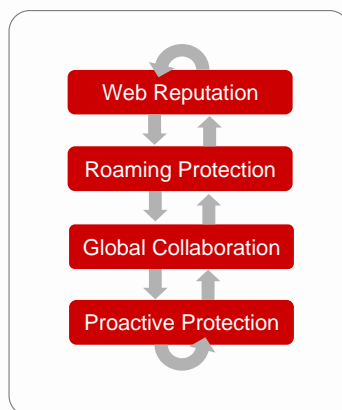 Web Reputation
Roaming Protection
Global Collaboration
Proactive Protection